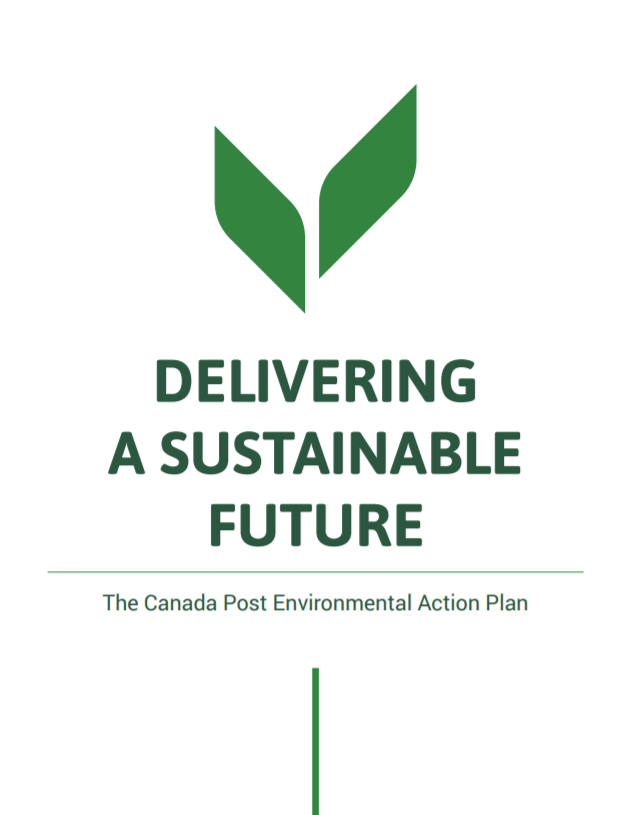 DELIVERING
A SUSTAINABLE
FUTURE
The Canada Post Environmental Action Plan